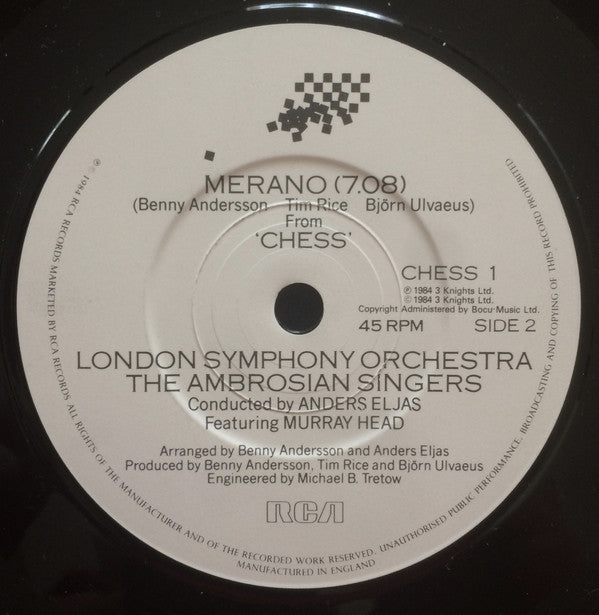 MERANO (7.08)
(Benny Andersson Tim Rice Björn Ulvaeus)
From
'CHESS'
CHESS 1
℗ 1984 3 Knights Ltd.
© 1984 3 Knights Ltd.
Copyright Administered by Bocu Music Ltd.
45 RPM SIDE 2
LONDON SYMPHONY ORCHESTRA
THE AMBROSIAN SINGERS
Conducted by ANDERS ELJAS
Featuring MURRAY HEAD
Arranged by Benny Andersson and Anders Eljas
Produced by Benny Andersson, Tim Rice and Björn Ulvaeus
Engineered by Michael B. Tretow
RCA
℗ 1984 RCA RECORDS MARKETED BY RCA RECORDS ALL RIGHTS OF THE MANUFACTURER AND OF THE RECORDED WORK RESERVED. UNAUTHORISED PUBLIC PERFORMANCE, BROADCASTING AND COPYING OF THIS RECORD PROHIBITED
MANUFACTURED IN ENGLAND